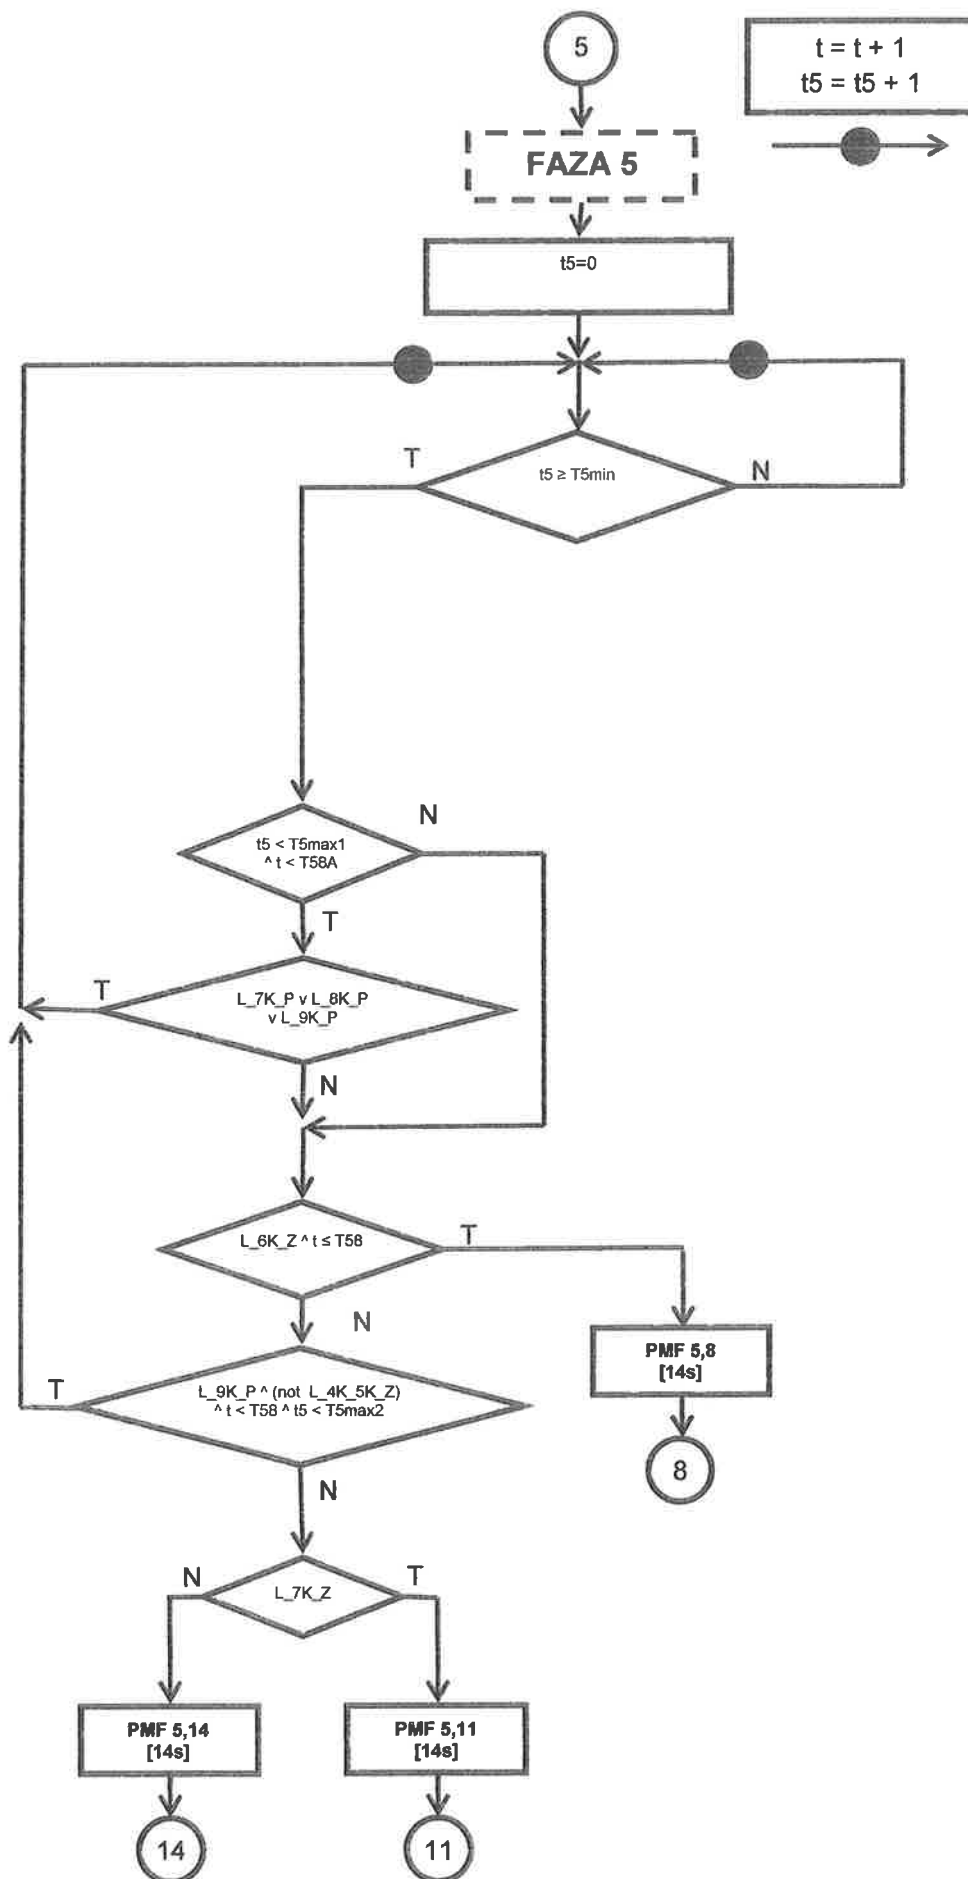 5
t = t + 1
t5 = t5 + 1
FAZA 5
t5=0
T
t5 ≥ T5min
N
t5 < T5max1
^ t < T58A
N
T
T
L_7K_P v L_8K_P
v L_9K_P
N
L_6K_Z ^ t ≤ T58
T
N
PMF 5,8
[14s]
T
L_9K_P ^ (not L_4K_5K_Z)
^ t < T58 ^ t5 < T5max2
8
N
N
L_7K_Z
T
PMF 5,14
[14s]
PMF 5,11
[14s]
14
11